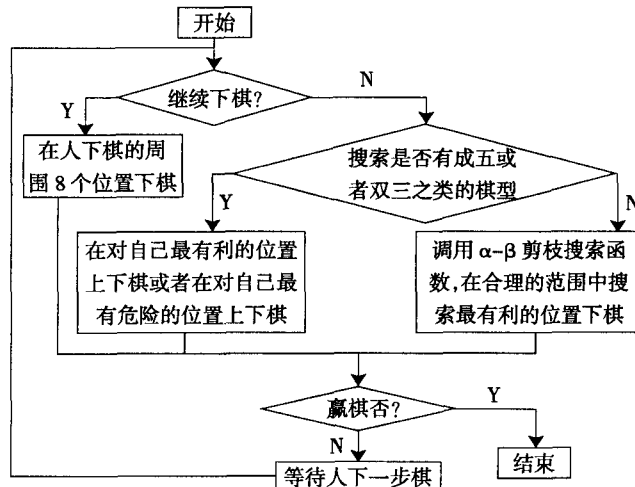 开始
继续下棋?
N
Y
在人下棋的周
围8个位置下棋
搜索是否有成五或
者双三之类的棋型
Y
N
在对自己最有利的位置
上下棋或者在对自己最
有危险的位置上下棋
调用α-β剪枝搜索函
数,在合理的范围中搜
索最有利的位置下棋
赢棋否?
Y
N
结束
等待人下一步棋